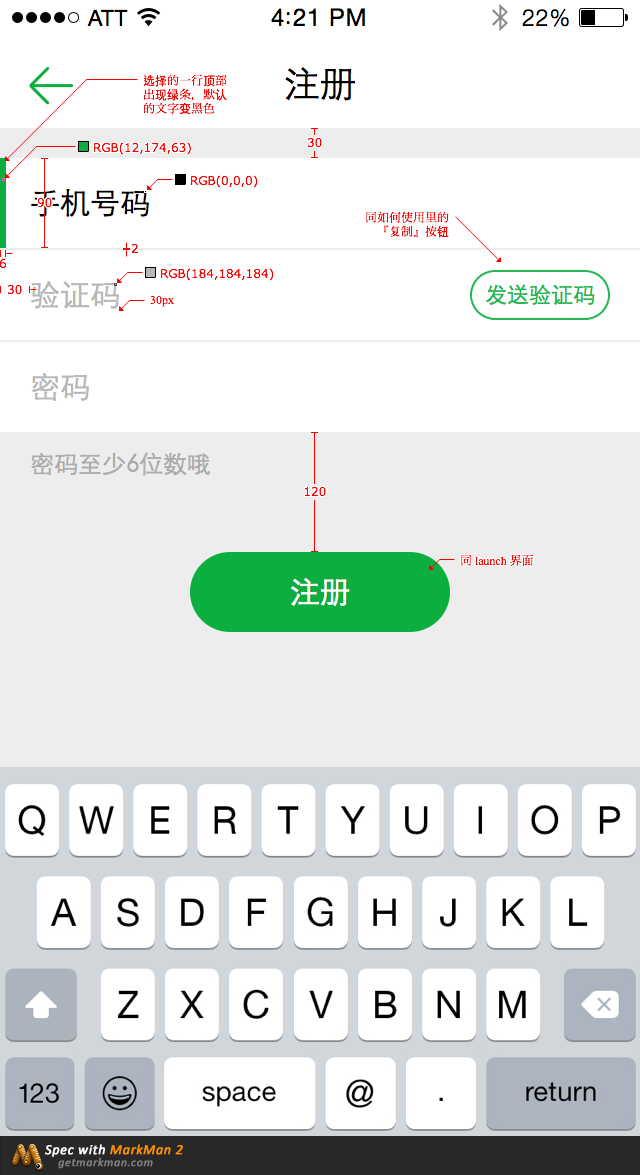 ATT 4:21 PM 22%
注册
选择的一行顶部
出现绿条，默认
的文字变黑色
30
RGB(12,174,63)
RGB(0,0,0)
90
手机号码
同如何使用里的
『复制』按钮
2
6
RGB(184,184,184)
30
验证码
30px
发送验证码
密码
密码至少6位数哦
120
同 launch 界面
注册
Q W E R T Y U I O P
A S D F G H J K L
Z X C V B N M
123 space @ . return
Spec with MarkMan 2
getmarkman.com